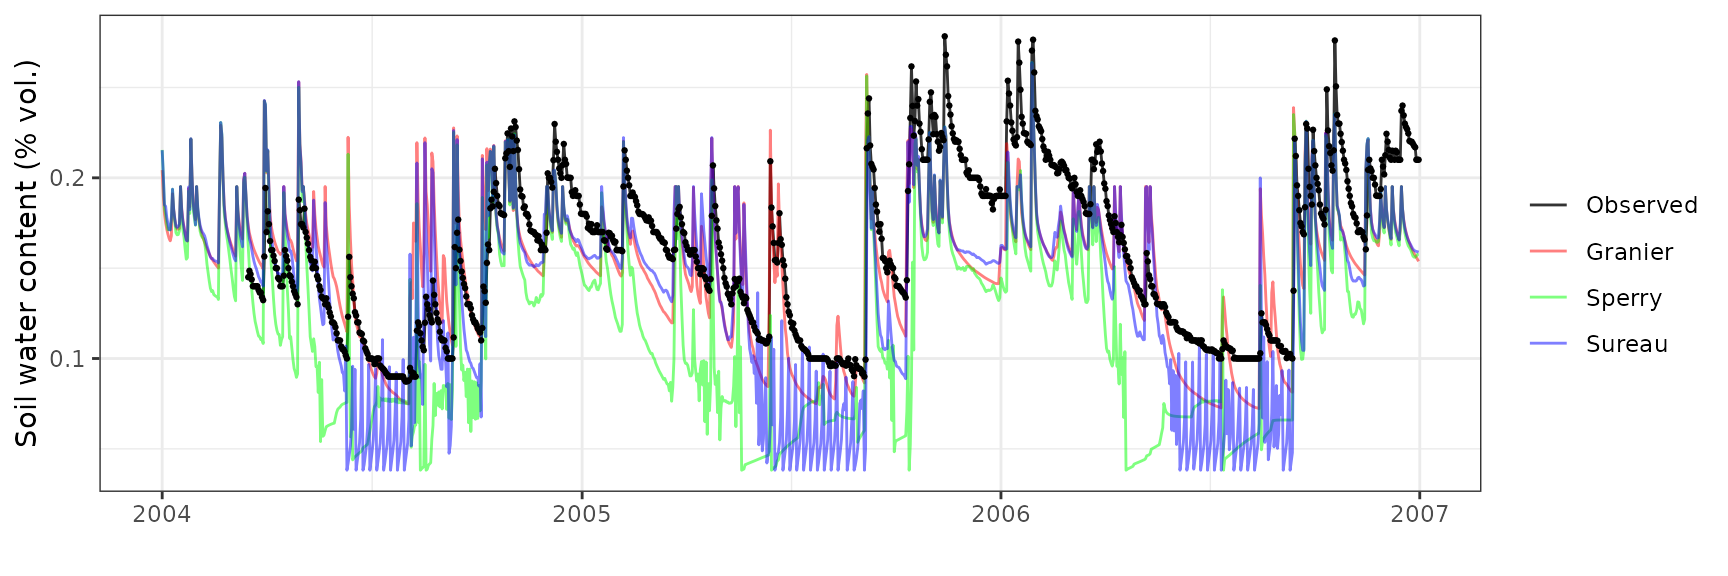 Soil water content (% vol.)
0.2
0.1
2004
2005
2006
2007
Observed
Granier
Sperry
Sureau